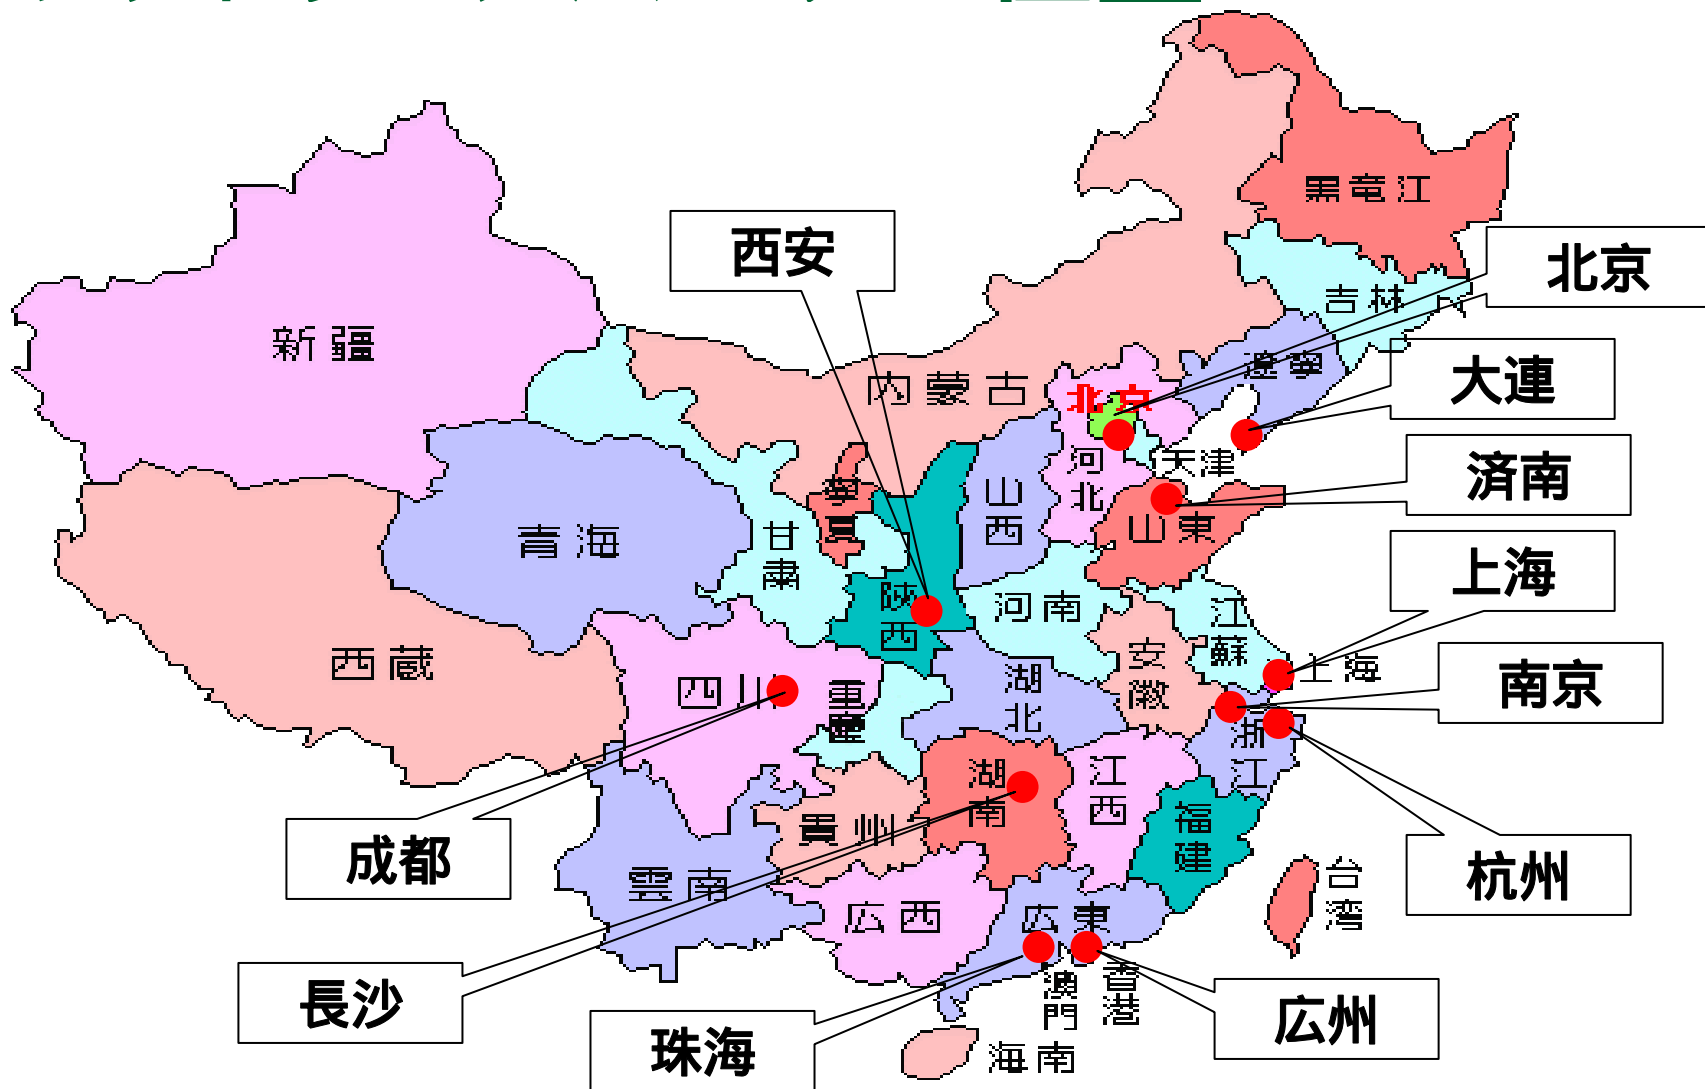 黒竜江
西安
北京
吉林
新疆
遼寧
大連
内蒙古
北京
河北
天津
済南
山西
寧夏
山東
青海
甘粛
上海
陝西
河南
江蘇
安徽
西蔵
上海
南京
四川
重慶
湖北
浙江
湖南
江西
福建
貴州
成都
雲南
杭州
台湾
広西
広東
長沙
澳門
香港
広州
珠海
海南